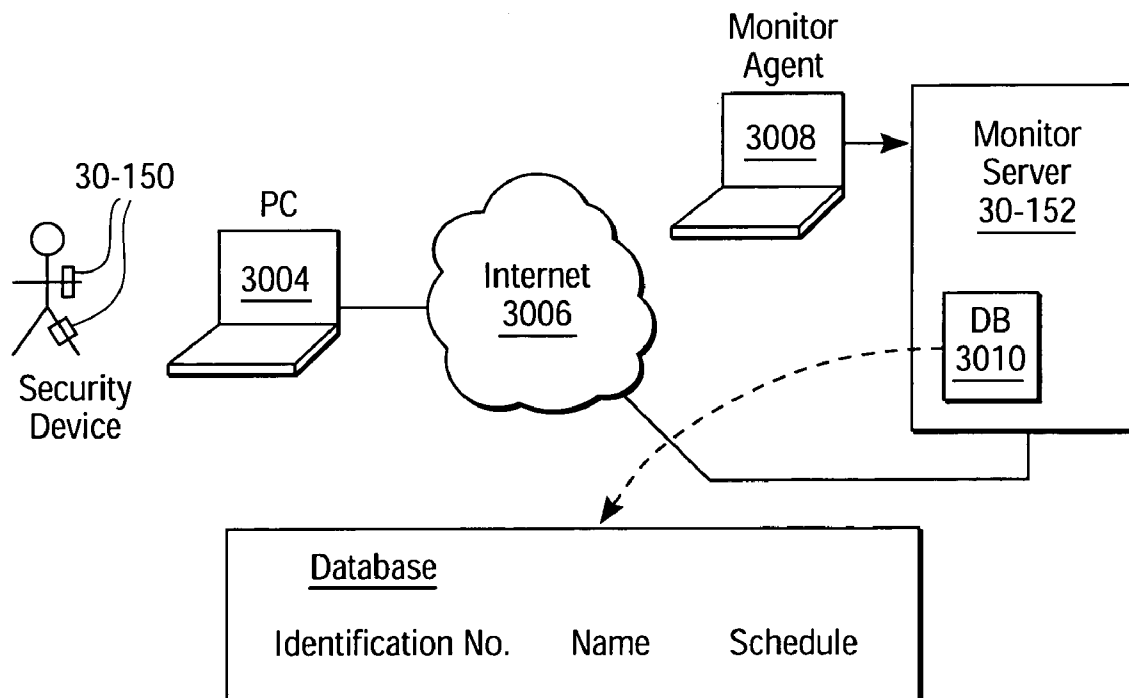 Monitor
Agent
3008
Monitor
Server
30-152
30-150
PC
3004
Internet
3006
DB
3010
Security
Device
Database
Identification No. Name Schedule